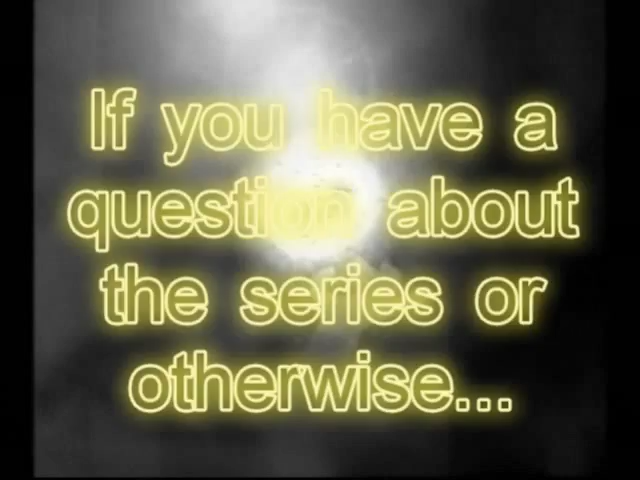 If you have a
question about
the series or
otherwise...